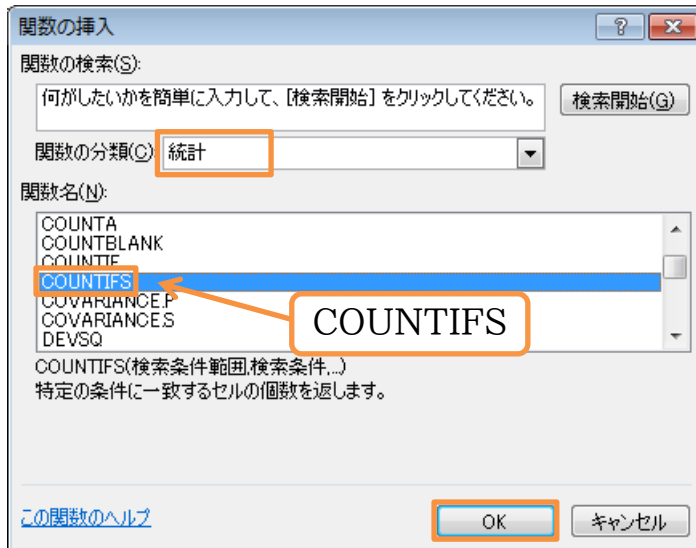 関数の挿入
関数の検索(S):
何がしたいかを簡単に入力して、[検索開始] をクリックしてください。
検索開始(G)
関数の分類(C): 統計
関数名(N):
COUNTA
COUNTBLANK
COUNTIF
COUNTIFS
COVARIANCE.P
COVARIANCE.S
DEVSQ
COUNTIFS
COUNTIFS(検索条件範囲,検索条件,...)
特定の条件に一致するセルの個数を返します。
この関数のヘルプ
OK
キャンセル